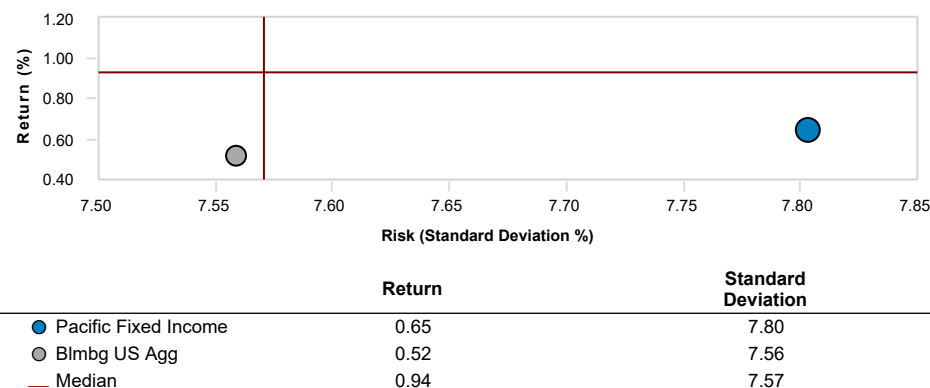 Return (%)
1.20
1.00
0.80
0.60
0.40
7.50 7.55 7.60 7.65 7.70 7.75 7.80 7.85
Risk (Standard Deviation %)
Return Standard Deviation
Pacific Fixed Income 0.65 7.80
Blmbg US Agg 0.52 7.56
Median 0.94 7.57